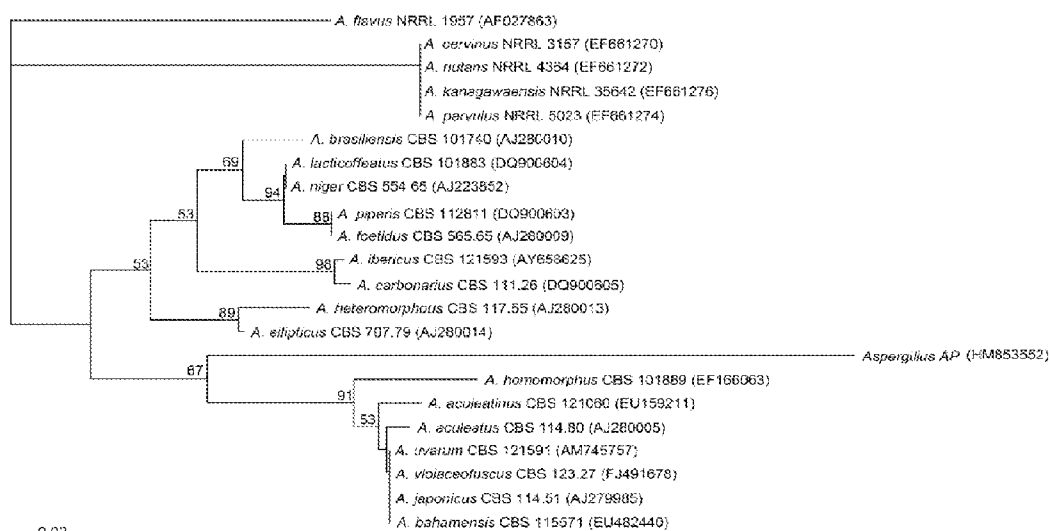 A. flavus NRRL 1957 (AF027863)
A. cervinus NRRL 3157 (EF661270)
A. nutans NRRL 4364 (EF661272)
A. kanagawaensis NRRL 35642 (EF661276)
A. parvulus NRRL 5023 (EF661274)
A. brasiliensis CBS 101740 (AJ280010)
69
A. lacticoffeatus CBS 101883 (DQ900604)
94
A. niger CBS 554.65 (AJ223852)
53
86
A. piperis CBS 112811 (DQ900603)
A. foetidus CBS 565.65 (AJ280009)
53
98
A. ibericus CBS 121593 (AY656625)
A. carbonarius CBS 111.26 (DQ900605)
89
A. heteromorphous CBS 117.55 (AJ280013)
A. ellipticus CBS 707.79 (AJ280014)
67
Aspergillus AP (HM853552)
A. homomorphus CBS 101889 (EF166063)
91
A. aculeatinus CBS 121060 (EU159211)
53
A. aculeatus CBS 114.80 (AJ280005)
A. uvarum CBS 121591 (AM745757)
A. violaceofuscus CBS 123.27 (FJ491678)
A. japonicus CBS 114.51 (AJ279985)
A. bahamensis CBS 115571 (EU482440)